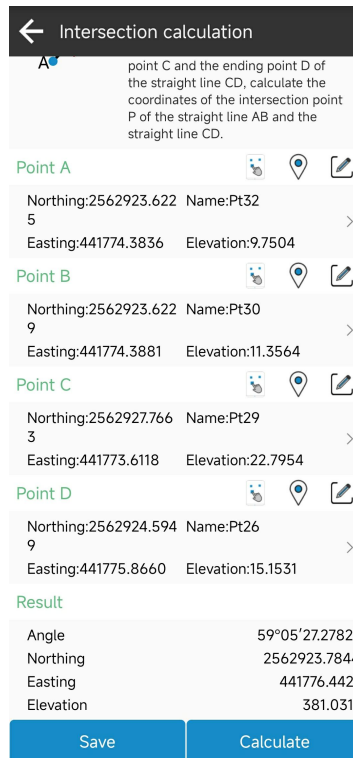 Intersection calculation
A
point C and the ending point D of
the straight line CD, calculate the
coordinates of the intersection point
P of the straight line AB and the
straight line CD.
Point A
Northing:2562923.622 Name:Pt32
5
Easting:441774.3836 Elevation:9.7504
Point B
Northing:2562923.622 Name:Pt30
9
Easting:441774.3881 Elevation:11.3564
Point C
Northing:2562927.766 Name:Pt29
3
Easting:441773.6118 Elevation:22.7954
Point D
Northing:2562924.594 Name:Pt26
9
Easting:441775.8660 Elevation:15.1531
Result
Angle 59°05′27.2782
Northing 2562923.784
Easting 441776.442
Elevation 381.031
Save Calculate